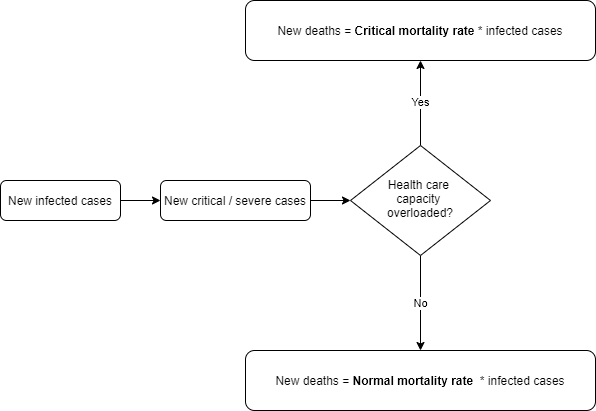 New deaths = Critical mortality rate * infected cases
Yes
New infected cases
New critical / severe cases
Health care
capacity
overloaded?
No
New deaths = Normal mortality rate * infected cases